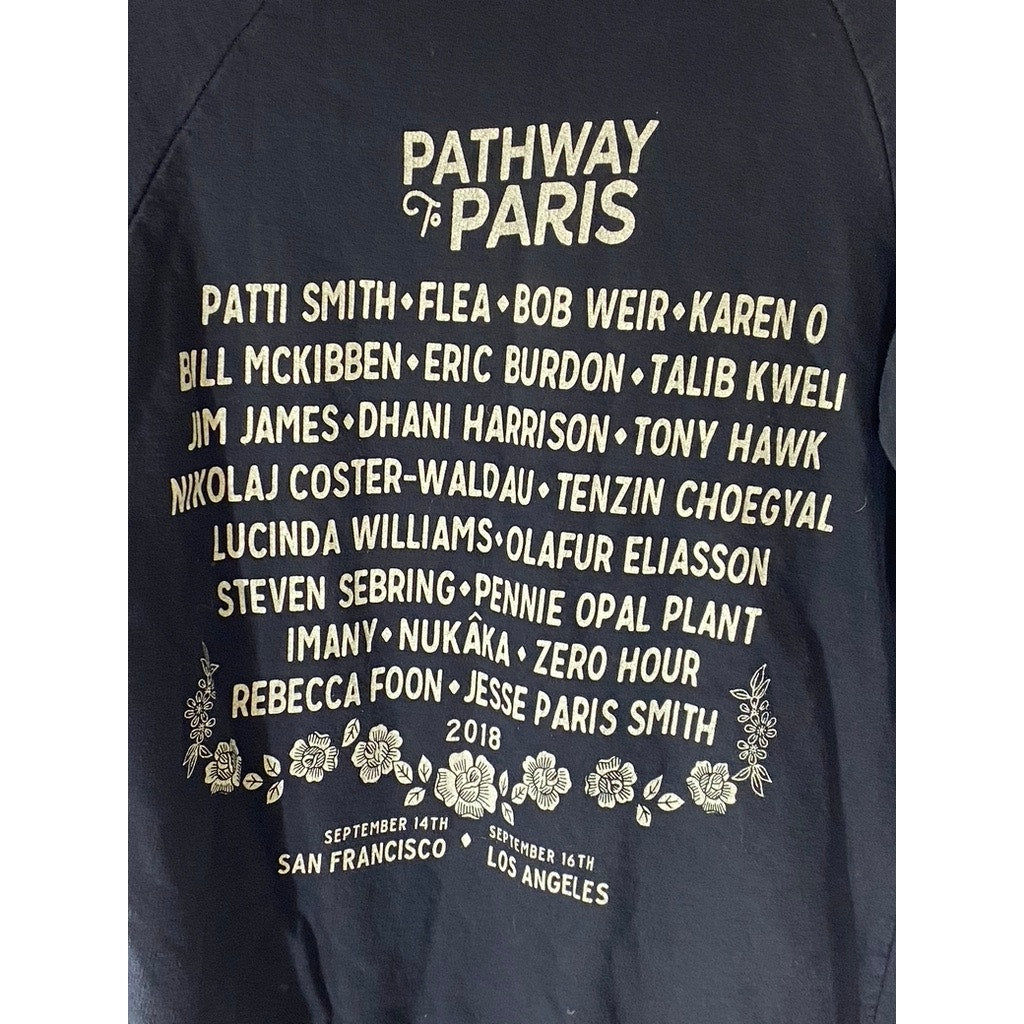 PATHWAY
To PARIS
PATTI SMITH⬩FLEA⬩BOB WEIR⬩KAREN O
BILL MCKIBBEN⬩ERIC BURDON⬩TALIB KWELI
JIM JAMES⬩DHANI HARRISON⬩TONY HAWK
NIKOLAJ COSTER-WALDAU⬩TENZIN CHOEGYAL
LUCINDA WILLIAMS⬩OLAFUR ELIASSON
STEVEN SEBRING⬩PENNIE OPAL PLANT
IMANY⬩NUKÂKA⬩ZERO HOUR
REBECCA FOON⬩JESSE PARIS SMITH
2018
SEPTEMBER 14TH
SAN FRANCISCO⬩
SEPTEMBER 16TH
LOS ANGELES